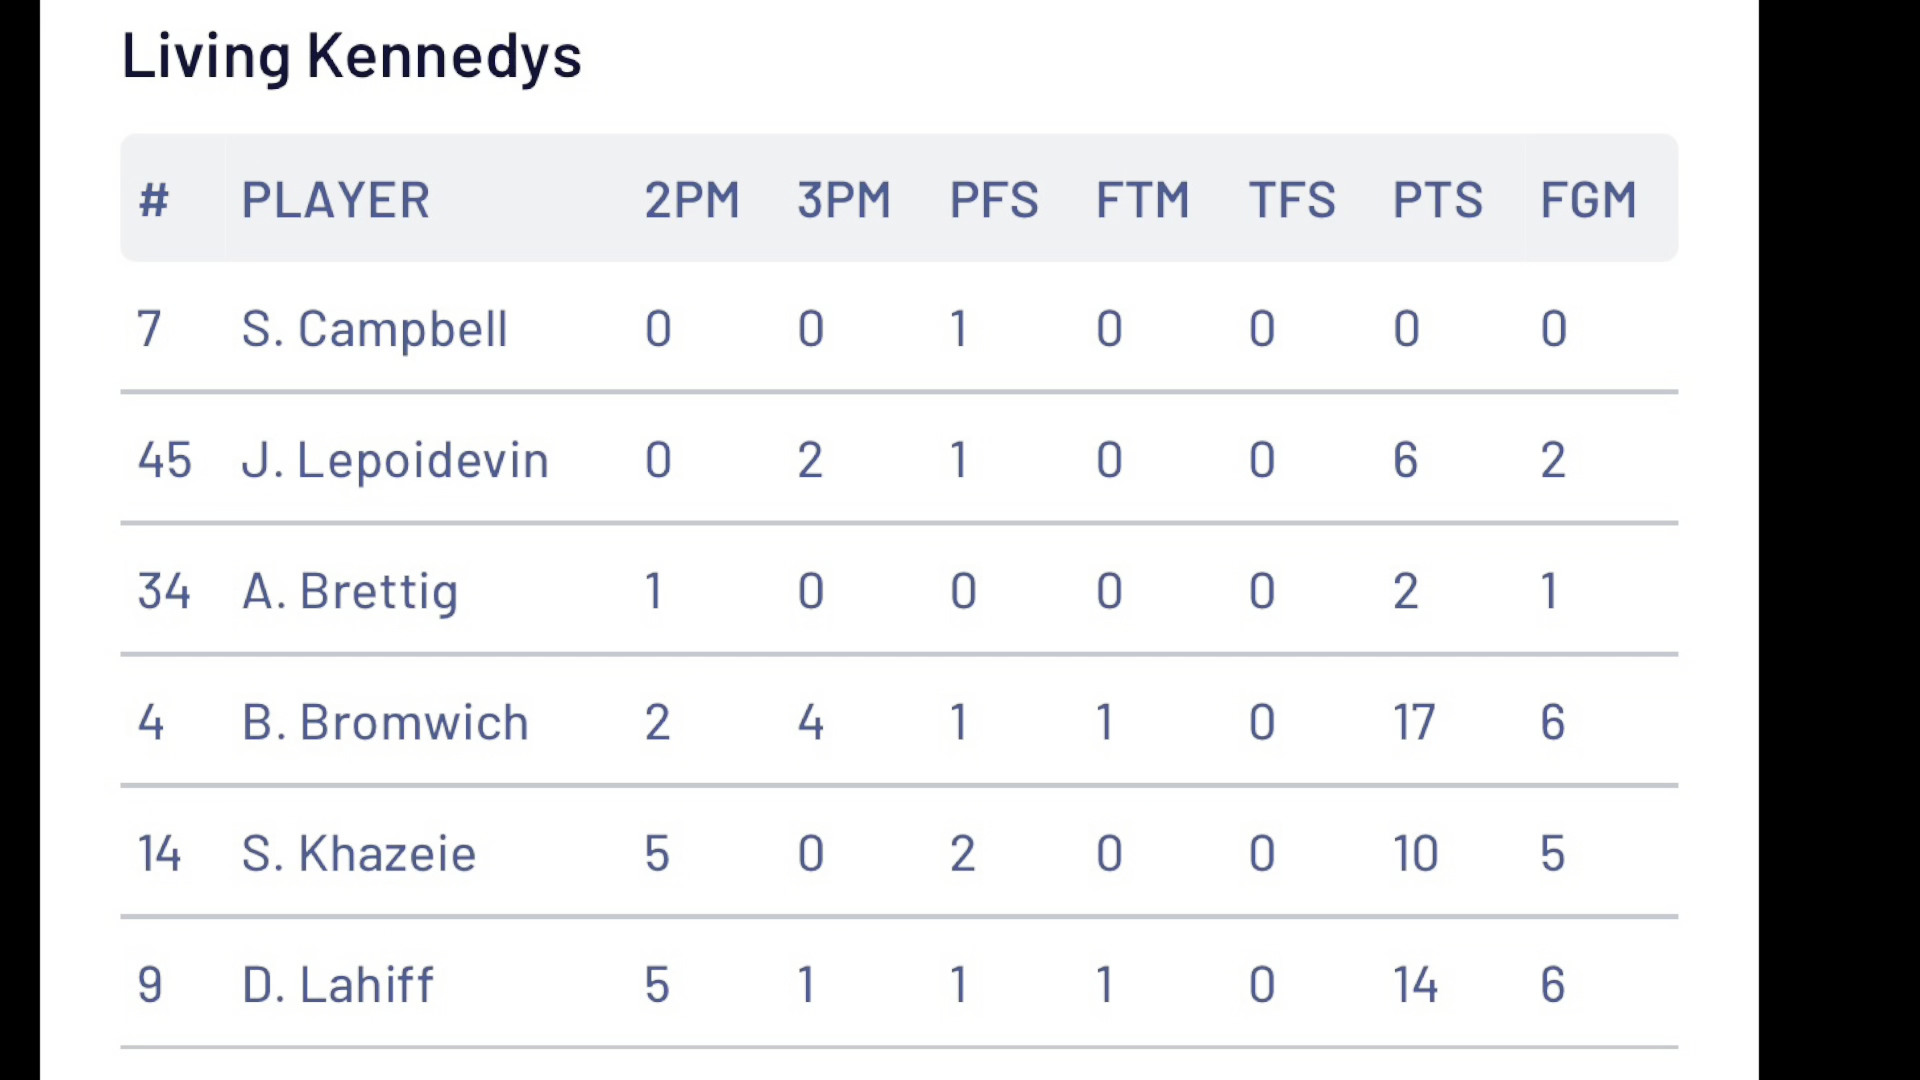 Living Kennedys
# PLAYER 2PM 3PM PFS FTM TFS PTS FGM
7 S. Campbell 0 0 1 0 0 0 0
45 J. Lepoidevin 0 2 1 0 0 6 2
34 A. Brettig 1 0 0 0 0 2 1
4 B. Bromwich 2 4 1 1 0 17 6
14 S. Khazeie 5 0 2 0 0 10 5
9 D. Lahiff 5 1 1 1 0 14 6